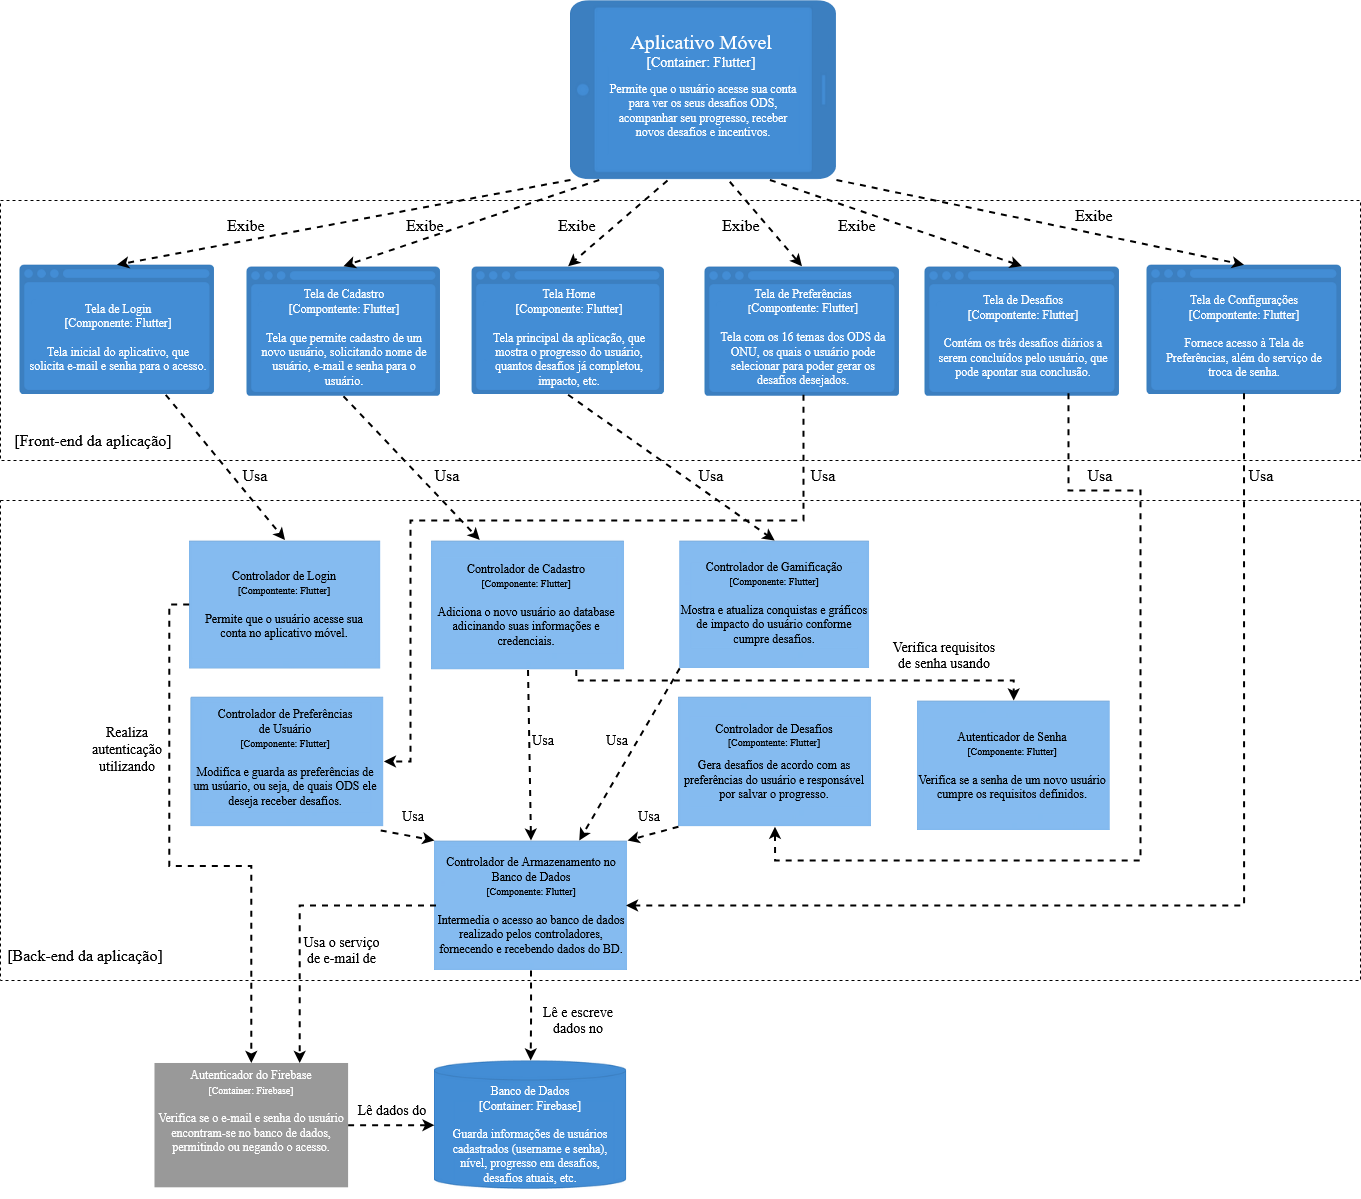 Aplicativo Móvel
[Container: Flutter]
Permite que o usuário acesse sua conta
para ver os seus desafios ODS,
acompanhar seu progresso, receber
novos desafios e incentivos.
Exibe
Exibe
Exibe
Exibe
Exibe
Exibe
Tela de Login
[Componente: Flutter]
Tela inicial do aplicativo, que
solicita e-mail e senha para o acesso.
Tela de Cadastro
[Compontente: Flutter]
Tela que permite cadastro de um
novo usuário, solicitando nome de
usuário, e-mail e senha para o
usuário.
Tela Home
[Componente: Flutter]
Tela principal da aplicação, que
mostra o progresso do usuário,
quantos desafios já completou,
impacto, etc.
Tela de Preferências
[Compontente: Flutter]
Tela com os 16 temas dos ODS da
ONU, os quais o usuário pode
selecionar para poder gerar os
desafios desejados.
Tela de Desafios
[Compontente: Flutter]
Contém os três desafios diários a
serem concluídos pelo usuário, que
pode apontar sua conclusão.
Tela de Configurações
[Compontente: Flutter]
Fornece acesso à Tela de
Preferências, além do serviço de
troca de senha.
[Front-end da aplicação]
Usa
Usa
Usa
Usa
Usa
Usa
Controlador de Login
[Compontente: Flutter]
Permite que o usuário acesse sua
conta no aplicativo móvel.
Controlador de Cadastro
[Componente: Flutter]
Adiciona o novo usuário ao database
adicinando suas informações e
credenciais.
Controlador de Gamificação
[Componente: Flutter]
Mostra e atualiza conquistas e gráficos
de impacto do usuário conforme
cumpre desafios.
Verifica requisitos
de senha usando
Realiza
autenticação
utilizando
Controlador de Preferências
de Usuário
[Componente: Flutter]
Modifica e guarda as preferências de
um usúario, ou seja, de quais ODS ele
deseja receber desafios.
Usa
Usa
Controlador de Desafios
[Compontente: Flutter]
Gera desafios de acordo com as
preferências do usuário e responsável
por salvar o progresso.
Autenticador de Senha
[Componente: Flutter]
Verifica se a senha de um novo usuário
cumpre os requisitos definidos.
Usa
Usa
Controlador de Armazenamento no
Banco de Dados
[Componente: Flutter]
Intermedia o acesso ao banco de dados
realizado pelos controladores,
fornecendo e recebendo dados do BD.
Usa o serviço
de e-mail de
[Back-end da aplicação]
Lê e escreve
dados no
Autenticador do Firebase
[Container: Firebase]
Verifica se o e-mail e senha do usuário
encontram-se no banco de dados,
permitindo ou negando o acesso.
Lê dados do
Banco de Dados
[Container: Firebase]
Guarda informações de usuários
cadastrados (username e senha),
nível, progresso em desafios,
desafios atuais, etc.